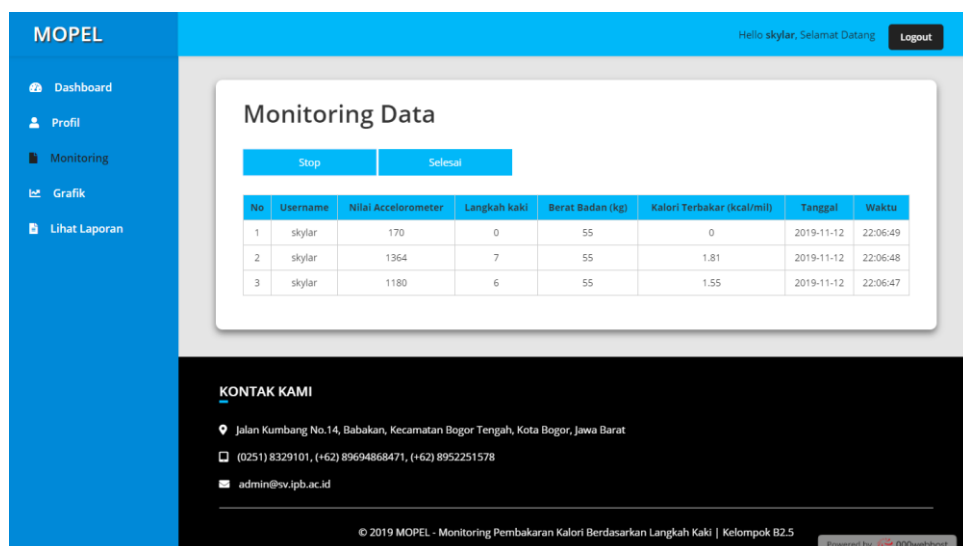 MOPEL
Hello skylar, Selamat Datang
Logout
Dashboard
Profil
Monitoring
Grafik
Lihat Laporan
Monitoring Data
Stop Selesai
No Username Nilai Accelorometer Langkah kaki Berat Badan (kg) Kalori Terbakar (kcal/mil) Tanggal Waktu
1 skylar 170 0 55 0 2019-11-12 22:06:49
2 skylar 1364 7 55 1.81 2019-11-12 22:06:48
3 skylar 1180 6 55 1.55 2019-11-12 22:06:47
KONTAK KAMI
Jalan Kumbang No.14, Babakan, Kecamatan Bogor Tengah, Kota Bogor, Jawa Barat
(0251) 8329101, (+62) 89694868471, (+62) 8952251578
admin@sv.ipb.ac.id
© 2019 MOPEL - Monitoring Pembakaran Kalori Berdasarkan Langkah Kaki | Kelompok B2.5
Powered by 000webhost